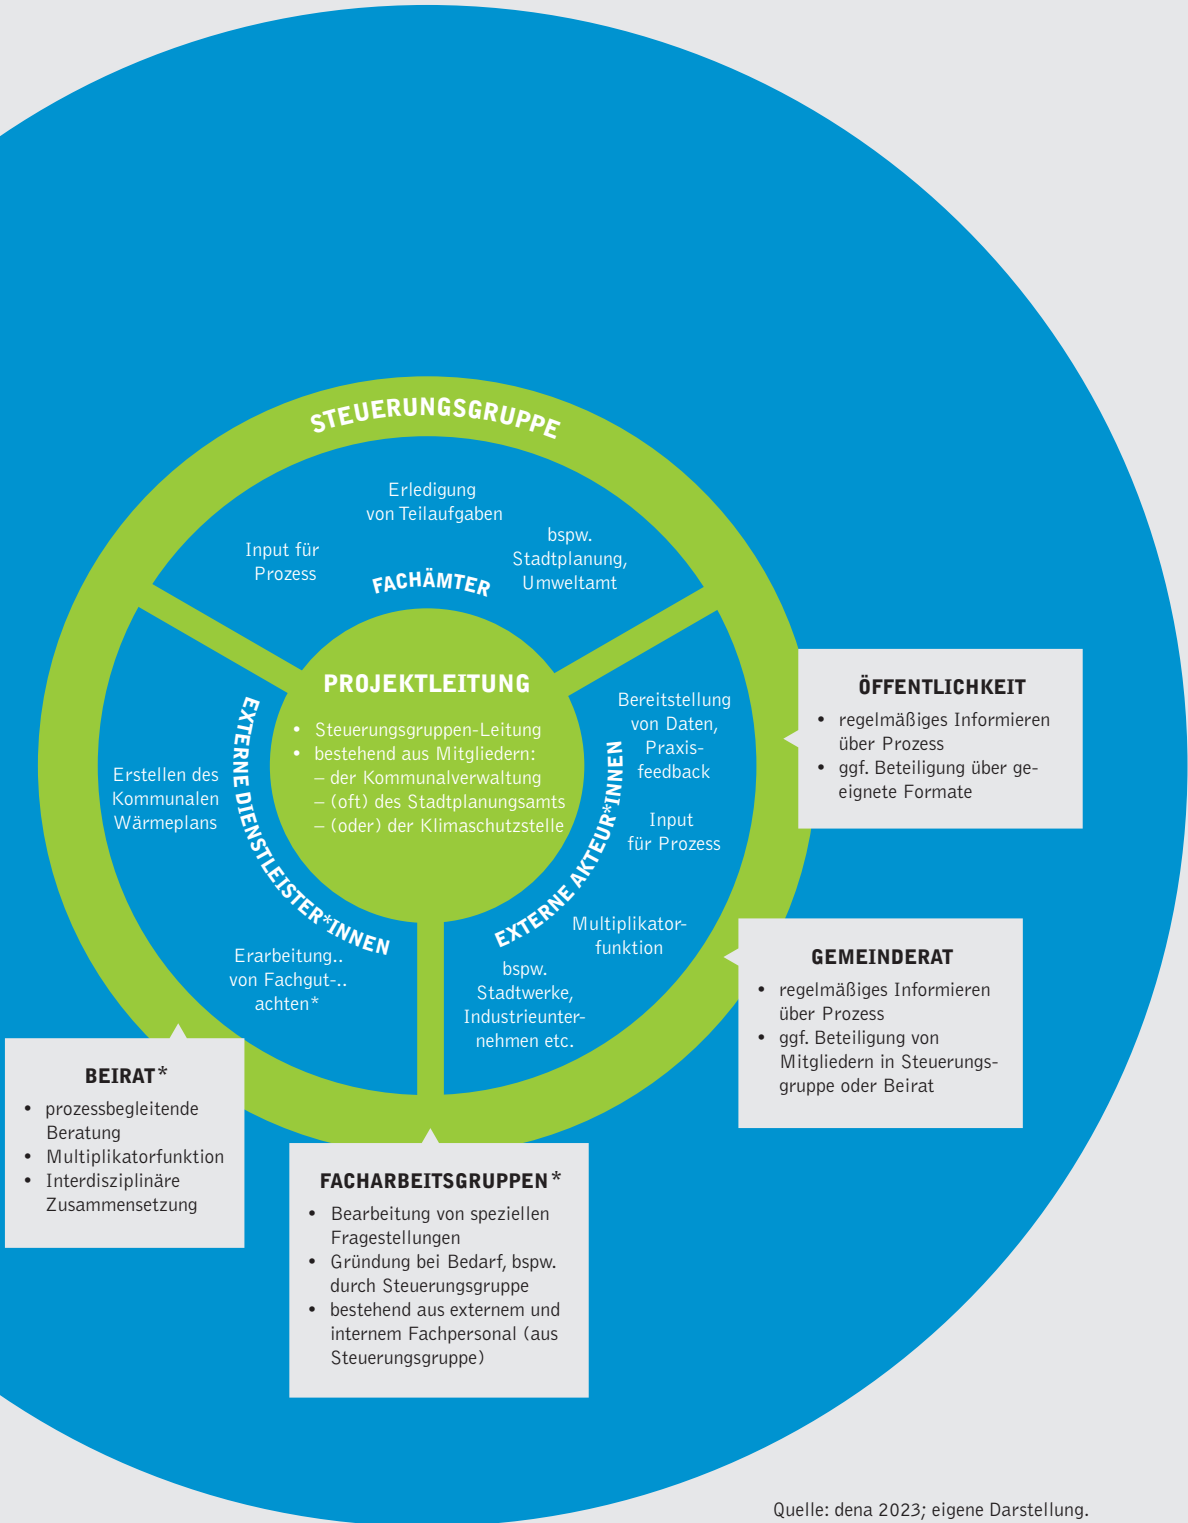 STEUERUNGSGRUPPE
Erledigung
von Teilaufgaben
Input für
Prozess
bspw.
Stadtplanung,
Umweltamt
FACHÄMTER
PROJEKTLEITUNG
• Steuerungsgruppen-Leitung
• bestehend aus Mitgliedern:
– der Kommunalverwaltung
– (oft) des Stadtplanungsamts
– (oder) der Klimaschutzstelle
EXTERNE DIENSTLEISTER*INNEN
Erstellen des
Kommunalen
Wärmeplans
Erarbeitung..
von Fachgut-..
achten*
EXTERNE AKTEUR*INNEN
Bereitstellung
von Daten,
Praxis-
feedback
Input
für Prozess
Multiplikator-
funktion
bspw.
Stadtwerke,
Industrieunter-
nehmen etc.
ÖFFENTLICHKEIT
• regelmäßiges Informieren
über Prozess
• ggf. Beteiligung über ge-
eignete Formate
GEMEINDERAT
• regelmäßiges Informieren
über Prozess
• ggf. Beteiligung von
Mitgliedern in Steuerungs-
gruppe oder Beirat
BEIRAT*
• prozessbegleitende
Beratung
• Multiplikatorfunktion
• Interdisziplinäre
Zusammensetzung
FACHARBEITSGRUPPEN*
• Bearbeitung von speziellen
Fragestellungen
• Gründung bei Bedarf, bspw.
durch Steuerungsgruppe
• bestehend aus externem und
internem Fachpersonal (aus
Steuerungsgruppe)
Quelle: dena 2023; eigene Darstellung.